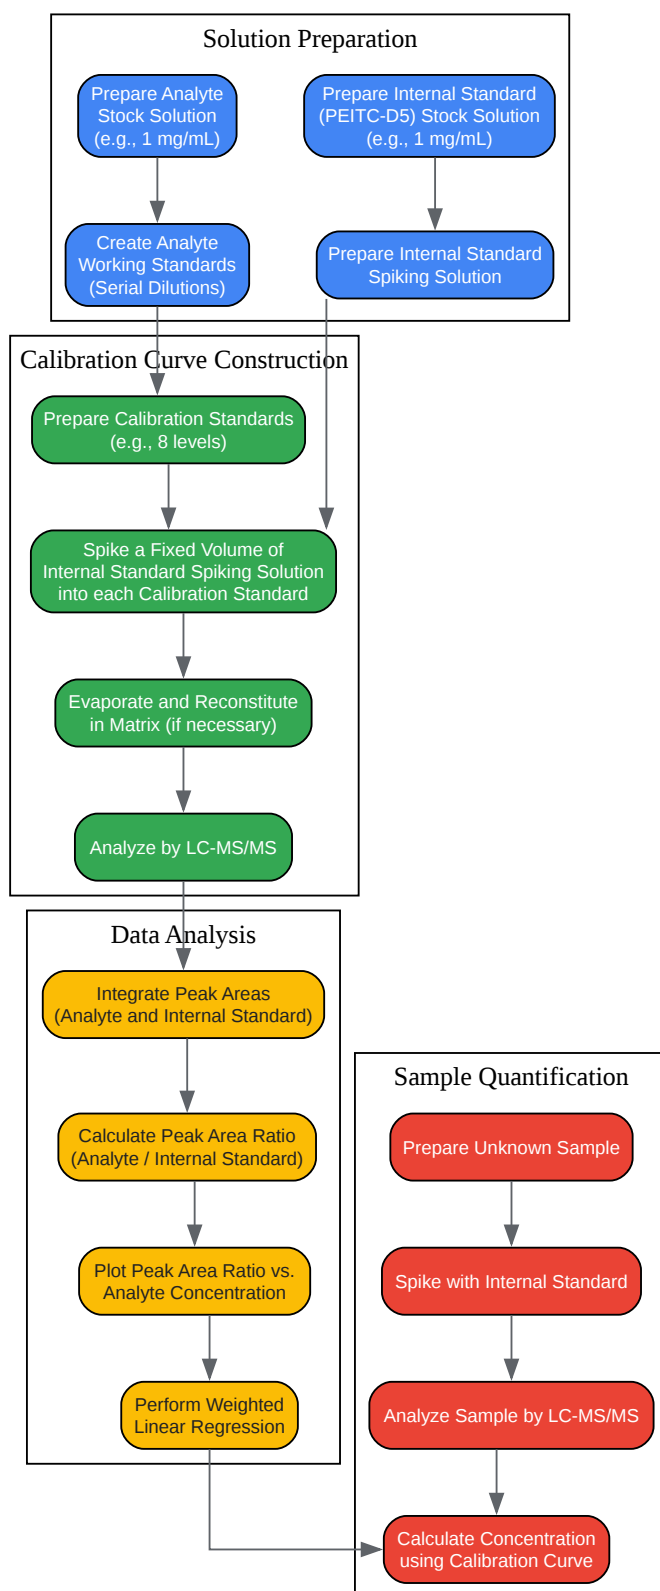 Solution Preparation
Prepare Analyte
Stock Solution
(e.g., 1 mg/mL)
Prepare Internal Standard
(PEITC-D5) Stock Solution
(e.g., 1 mg/mL)
Create Analyte
Working Standards
(Serial Dilutions)
Prepare Internal Standard
Spiking Solution
Calibration Curve Construction
Prepare Calibration Standards
(e.g., 8 levels)
Spike a Fixed Volume of
Internal Standard Spiking Solution
into each Calibration Standard
Evaporate and Reconstitute
in Matrix (if necessary)
Analyze by LC-MS/MS
Data Analysis
Integrate Peak Areas
(Analyte and Internal Standard)
Calculate Peak Area Ratio
(Analyte / Internal Standard)
Plot Peak Area Ratio vs.
Analyte Concentration
Perform Weighted
Linear Regression
Sample Quantification
Prepare Unknown Sample
Spike with Internal Standard
Analyze Sample by LC-MS/MS
Calculate Concentration
using Calibration Curve